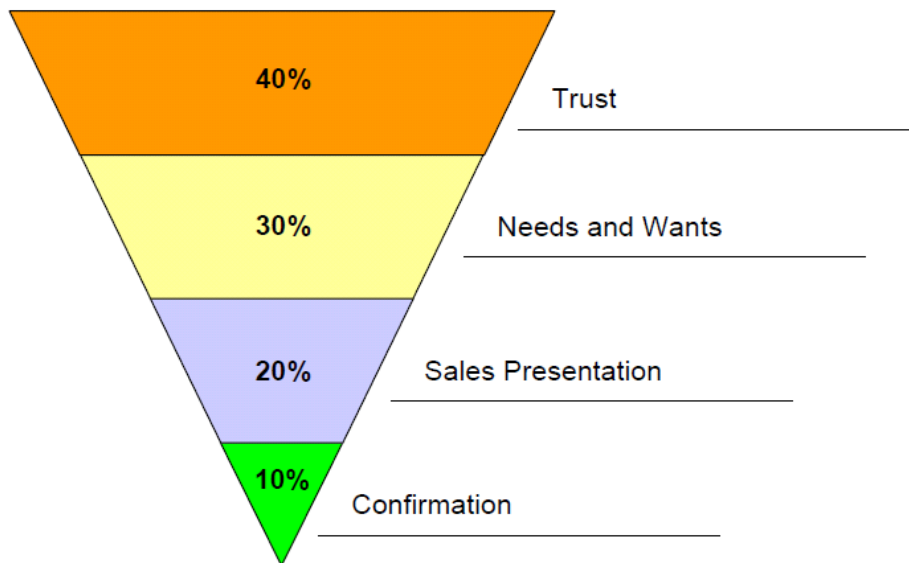 40%
Trust
30%
Needs and Wants
20%
Sales Presentation
10%
Confirmation